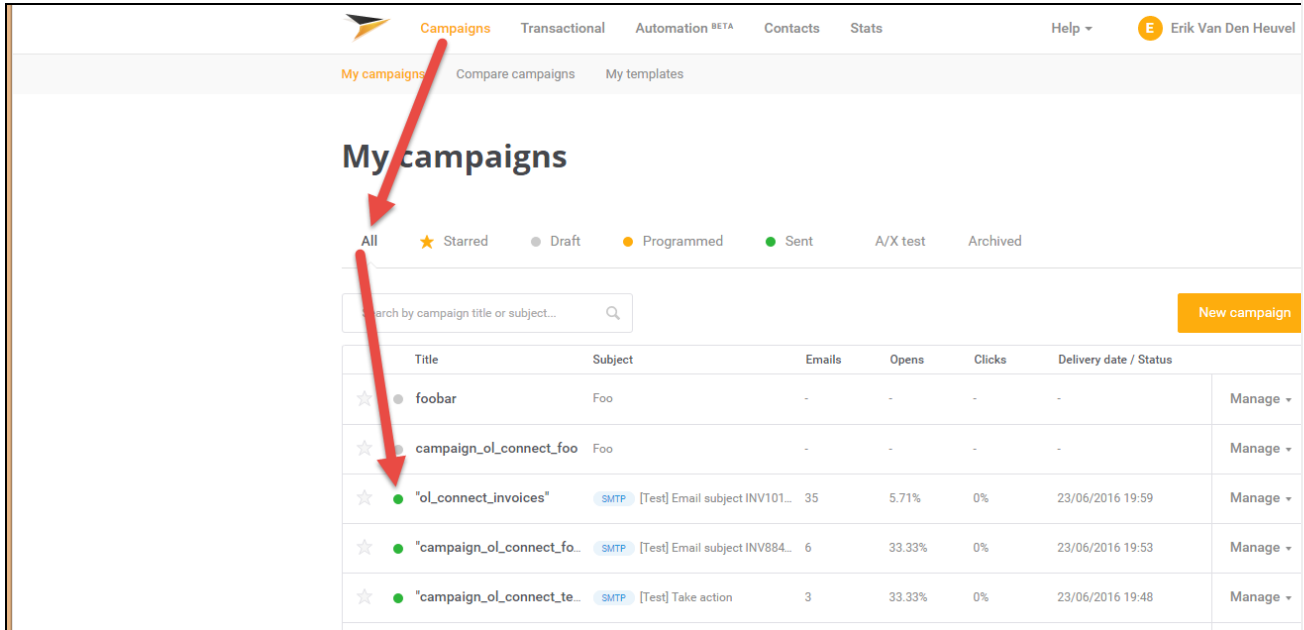 Campaigns Transactional Automation BETA Contacts Stats Help E Erik Van Den Heuvel
My campaigns Compare campaigns My templates
My campaigns
All Starred Draft Programmed Sent A/X test Archived
Search by campaign title or subject... New campaign
Title Subject Emails Opens Clicks Delivery date / Status
foobar Foo - - - - Manage
campaign_ol_connect_foo Foo - - - - Manage
"ol_connect_invoices" SMTP [Test] Email subject INV101... 35 5.71% 0% 23/06/2016 19:59 Manage
"campaign_ol_connect_fo... SMTP [Test] Email subject INV884... 6 33.33% 0% 23/06/2016 19:53 Manage
"campaign_ol_connect_te... SMTP [Test] Take action 3 33.33% 0% 23/06/2016 19:48 Manage